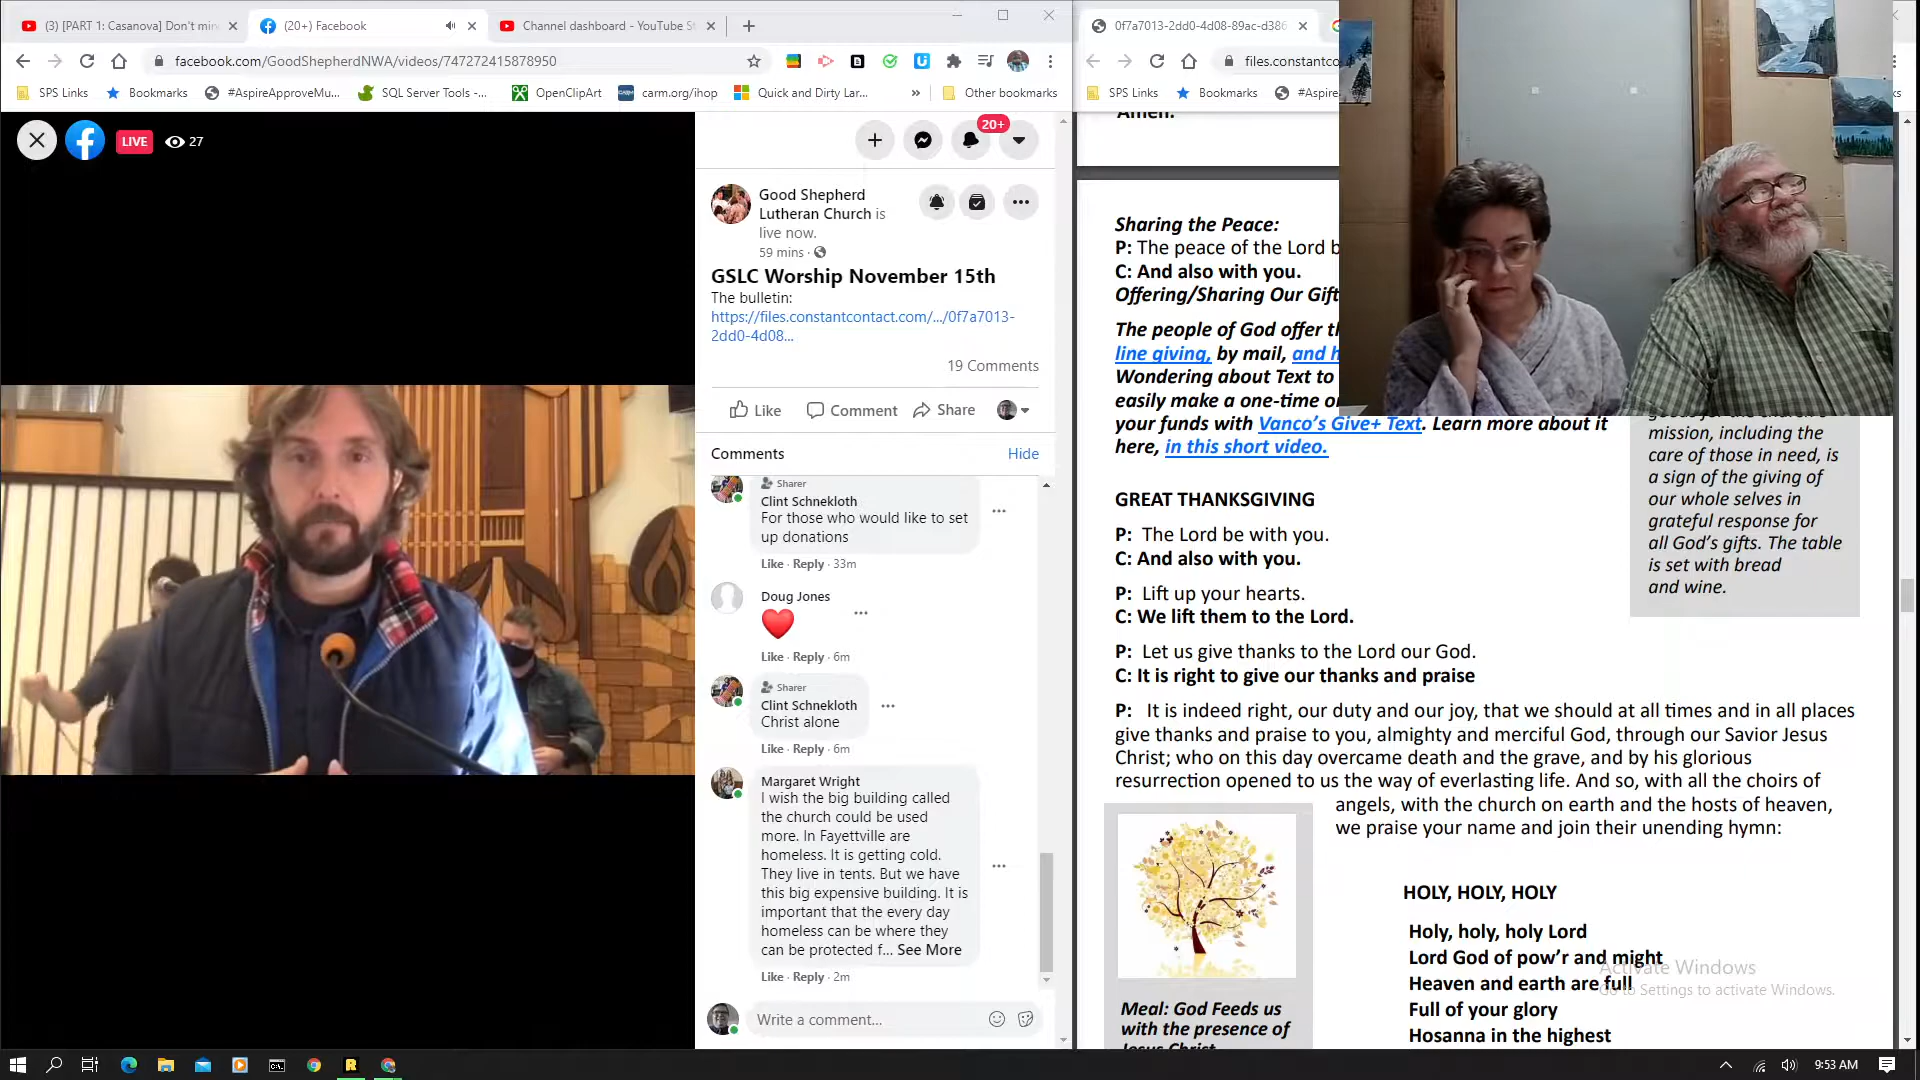 (3) [PART 1: Casanova] Don't min
(20+) Facebook
Channel dashboard - YouTube St
0f7a7013-2dd0-4d08-89ac-d386
facebook.com/GoodShepherdNWA/videos/747272415878950
files.constantco
SPS Links
Bookmarks
#AspireApproveMu...
SQL Server Tools -...
OpenClipArt
carm.org/ihop
Quick and Dirty Lar...
»
Other bookmarks
SPS Links
Bookmarks
#Aspire
LIVE
27
20+
Good Shepherd
Lutheran Church is
live now.
59 mins ·
GSLC Worship November 15th
The bulletin:
https://files.constantcontact.com/.../0f7a7013-
2dd0-4d08...
19 Comments
Like
Comment
Share
Comments
Hide
Sharer
Clint Schnekloth
For those who would like to set
up donations
Like · Reply · 33m
Doug Jones
Like · Reply · 6m
Sharer
Clint Schnekloth
Christ alone
Like · Reply · 6m
Margaret Wright
I wish the big building called
the church could be used
more. In Fayettville are
homeless. It is getting cold.
They live in tents. But we have
this big expensive building. It is
important that the every day
homeless can be where they
can be protected f... See More
Like · Reply · 2m
Write a comment...
Amen.
Sharing the Peace:
P: The peace of the Lord b
C: And also with you.
Offering/Sharing Our Gift
The people of God offer th
line giving, by mail, and h
Wondering about Text to
easily make a one-time or
your funds with Vanco's Give+ Text. Learn more about it
here, in this short video.
goods for the church's
mission, including the
care of those in need, is
a sign of the giving of
our whole selves in
grateful response for
all God's gifts. The table
is set with bread
and wine.
GREAT THANKSGIVING
P: The Lord be with you.
C: And also with you.
P: Lift up your hearts.
C: We lift them to the Lord.
P: Let us give thanks to the Lord our God.
C: It is right to give our thanks and praise
P: It is indeed right, our duty and our joy, that we should at all times and in all places
give thanks and praise to you, almighty and merciful God, through our Savior Jesus
Christ; who on this day overcame death and the grave, and by his glorious
resurrection opened to us the way of everlasting life. And so, with all the choirs of
angels, with the church on earth and the hosts of heaven,
we praise your name and join their unending hymn:
HOLY, HOLY, HOLY
Holy, holy, holy Lord
Lord God of pow'r and might
Heaven and earth are full
Full of your glory
Hosanna in the highest
Meal: God Feeds us
with the presence of
Jesus Christ
Activate Windows
Go to Settings to activate Windows.
9:53 AM